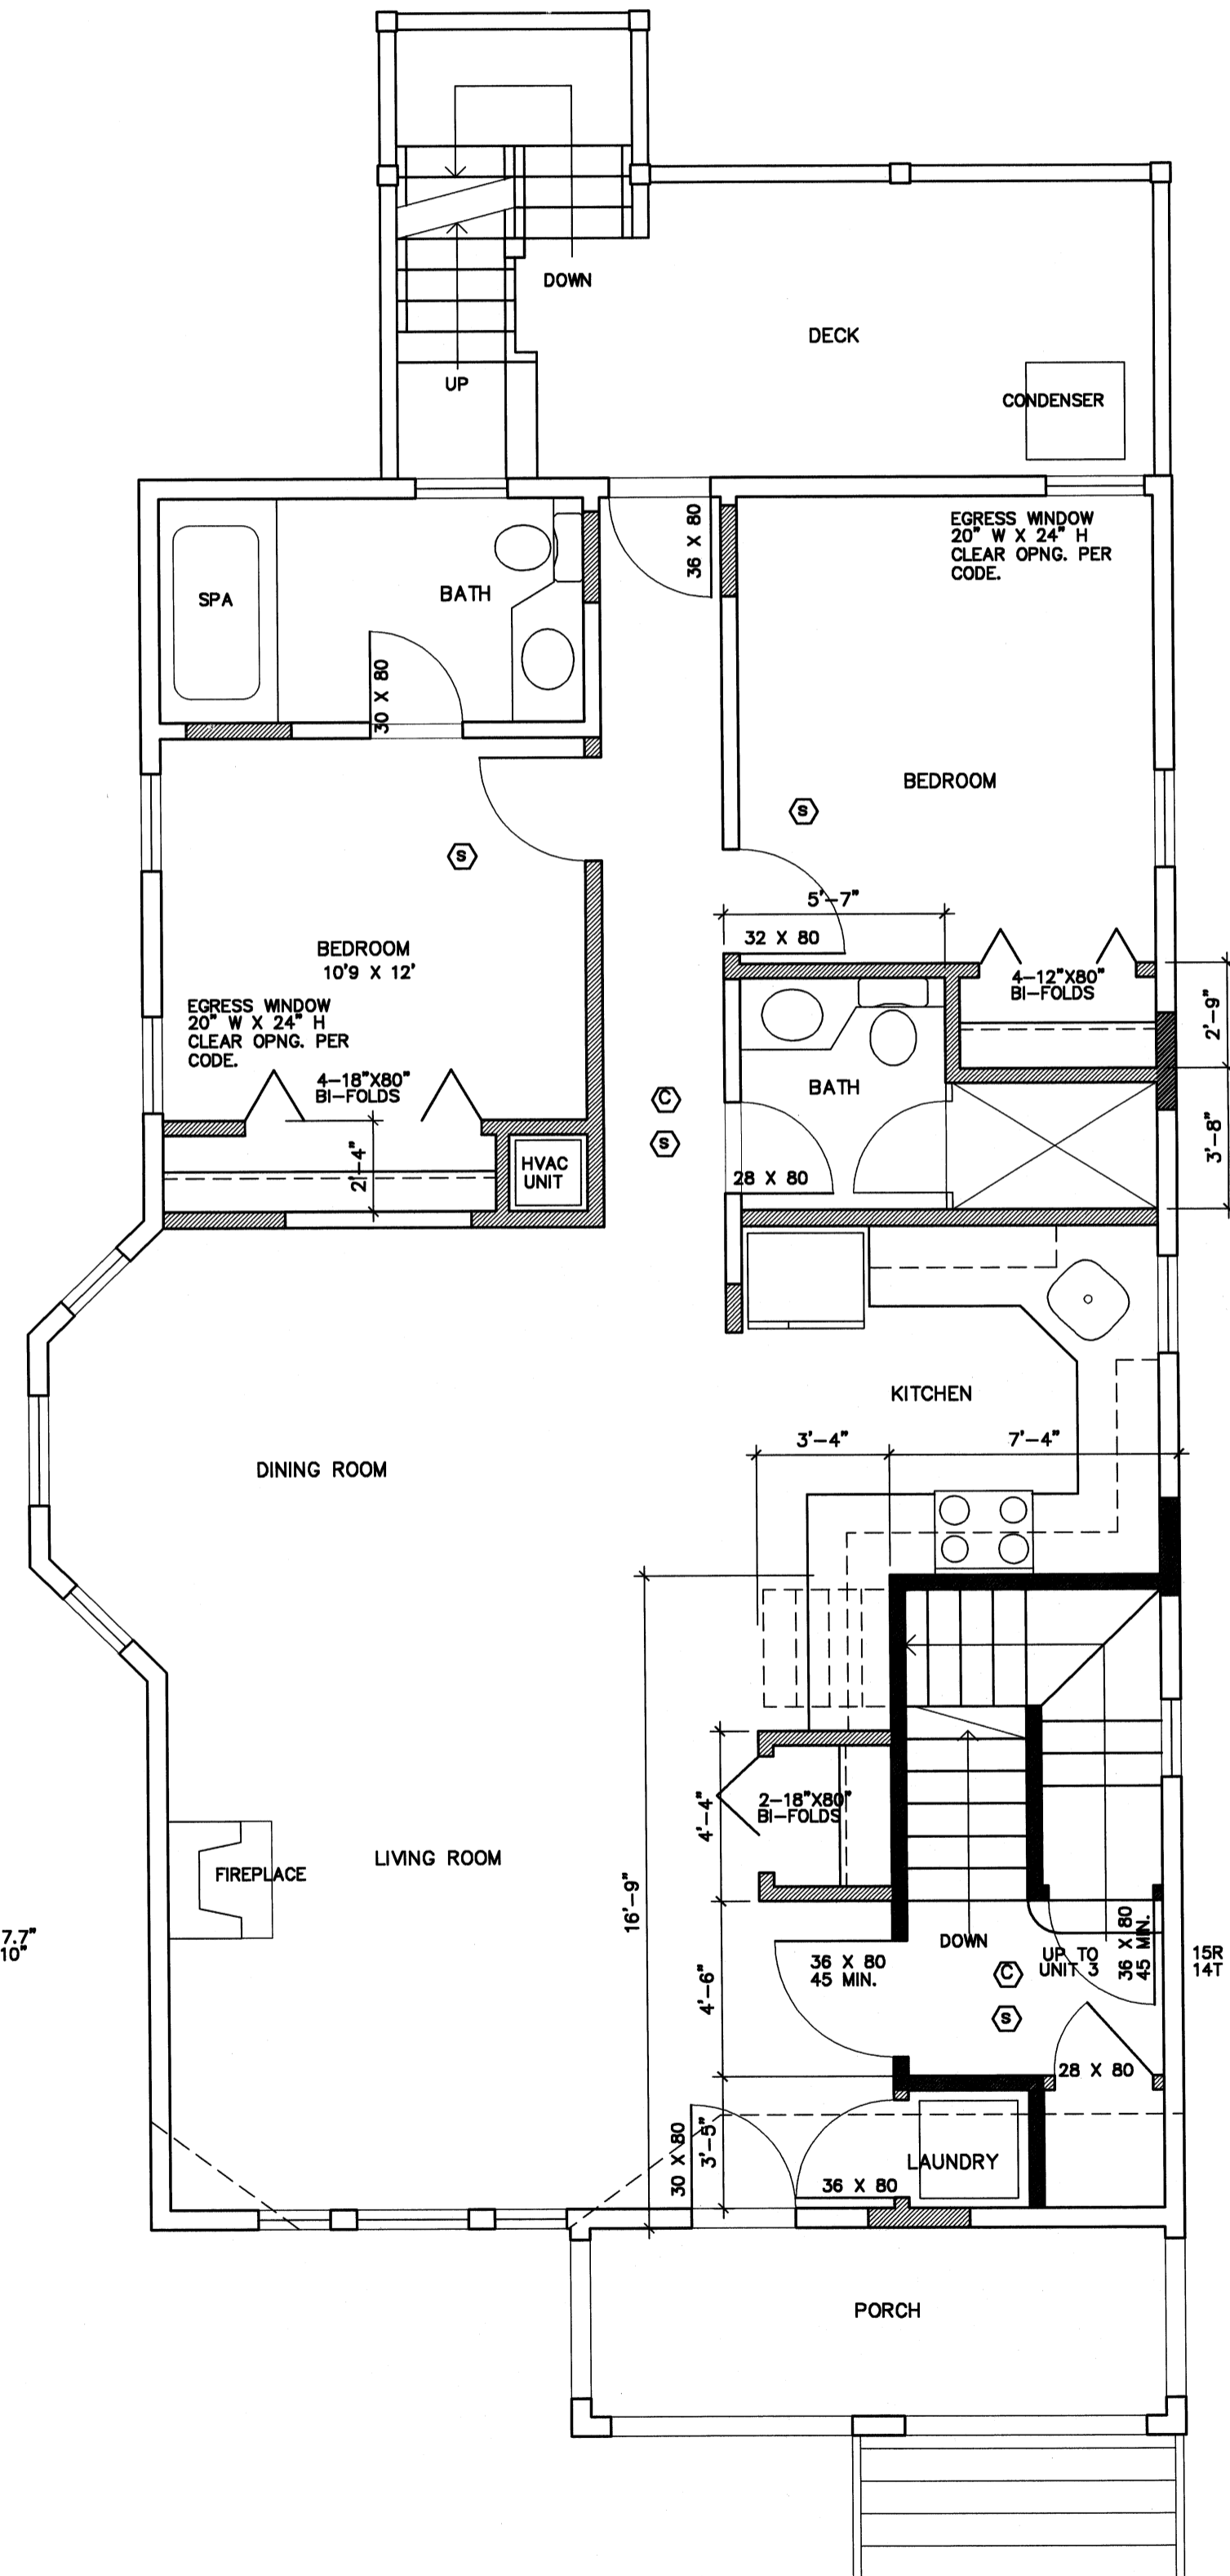 DOWN
DECK
UP
CONDENSER
EGRESS WINDOW
20" W X 24" H
CLEAR OPNG. PER
CODE.
36 X 80
SPA
BATH
30 X 80
BEDROOM
S
S
5'-7"
32 X 80
BEDROOM
10'9 X 12'
4-12"X80"
BI-FOLDS
2'-9"
EGRESS WINDOW
20" W X 24" H
CLEAR OPNG. PER
CODE.
4-18"X80"
BI-FOLDS
C
S
BATH
3'-8"
2'-4"
HVAC
UNIT
28 X 80
KITCHEN
3'-4"
7'-4"
DINING ROOM
2-18"X80"
BI-FOLDS
4'-4"
LIVING ROOM
FIREPLACE
16'-9"
7.7"
10"
DOWN
UP TO
UNIT 3
36 X 80
45 MIN.
36 X 80
45 MIN.
15R
14T
C
S
4'-6"
28 X 80
30 X 80
3'-5"
LAUNDRY
36 X 80
PORCH